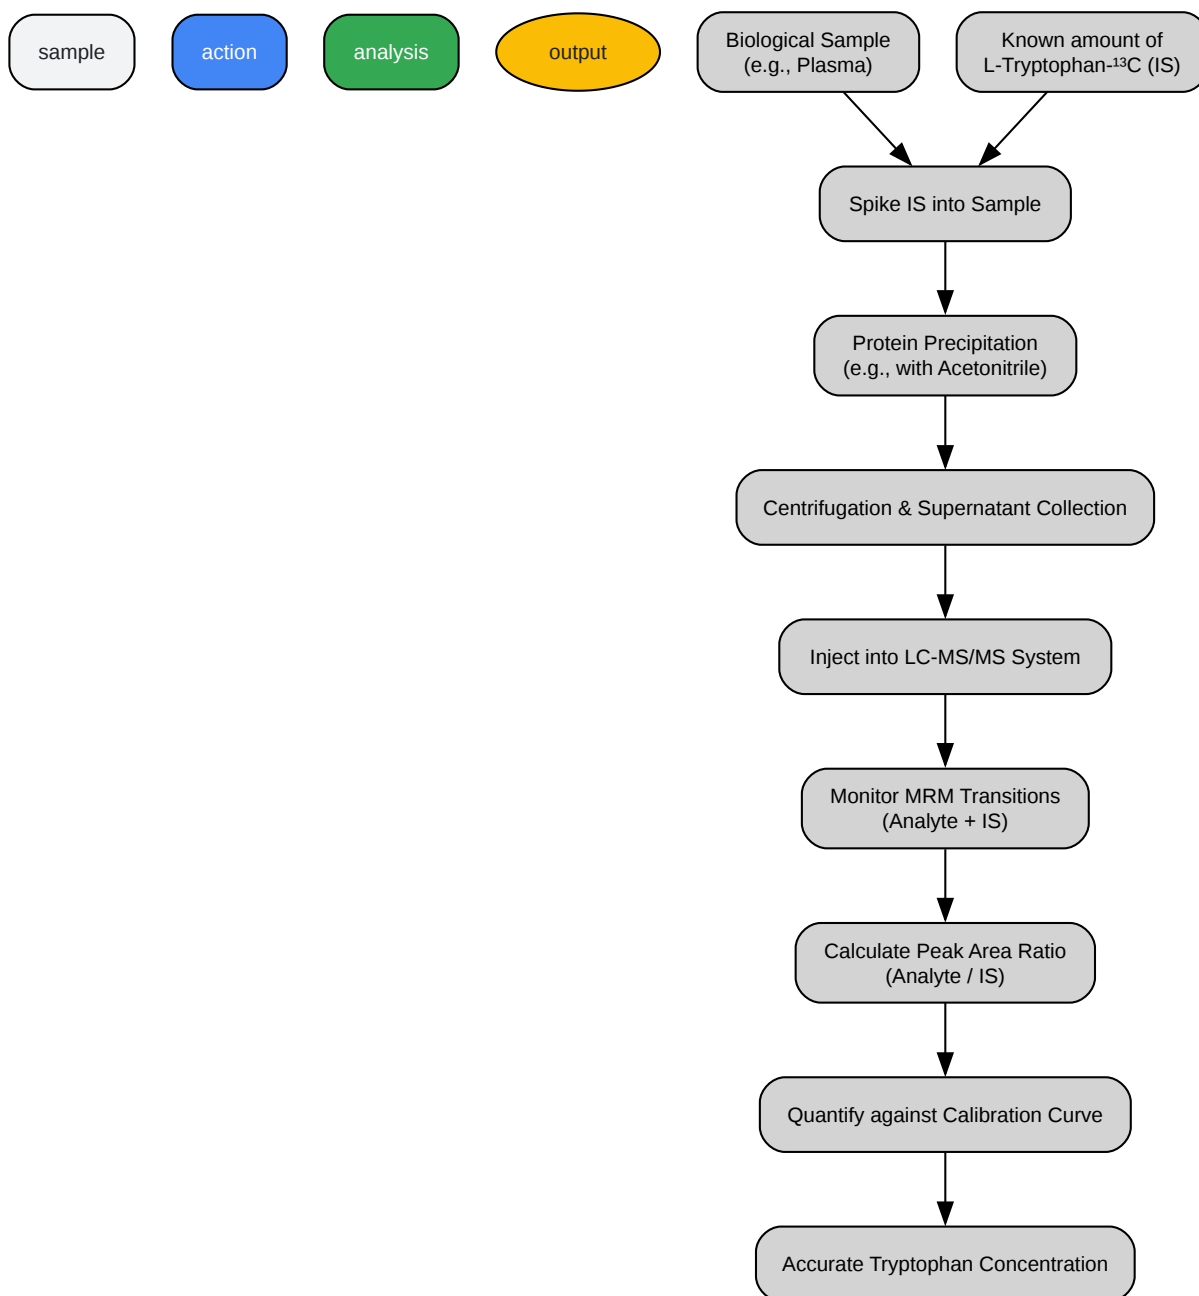 sample
action
analysis
output
Biological Sample
(e.g., Plasma)
Known amount of
L-Tryptophan-¹³C (IS)
Spike IS into Sample
Protein Precipitation
(e.g., with Acetonitrile)
Centrifugation & Supernatant Collection
Inject into LC-MS/MS System
Monitor MRM Transitions
(Analyte + IS)
Calculate Peak Area Ratio
(Analyte / IS)
Quantify against Calibration Curve
Accurate Tryptophan Concentration